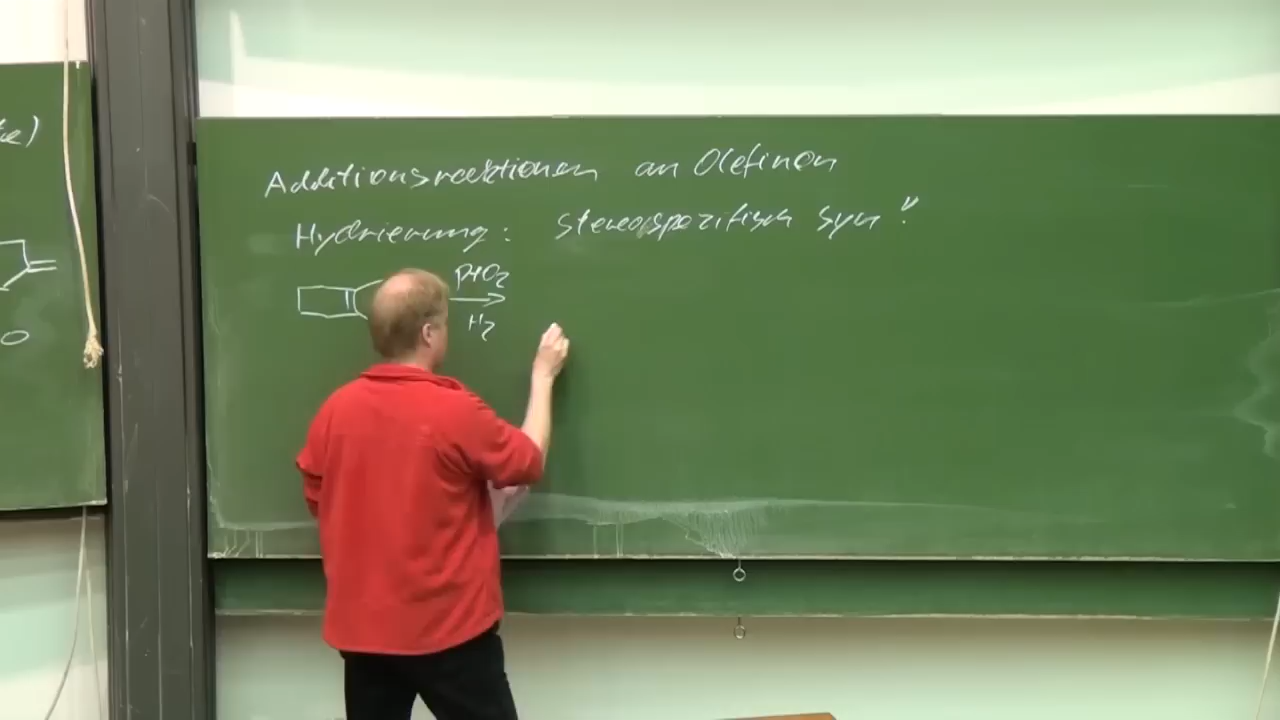 Additionsreaktionen an Olefinen
Hydrierung: stereospezifisch syn!
PtO2
H2
O